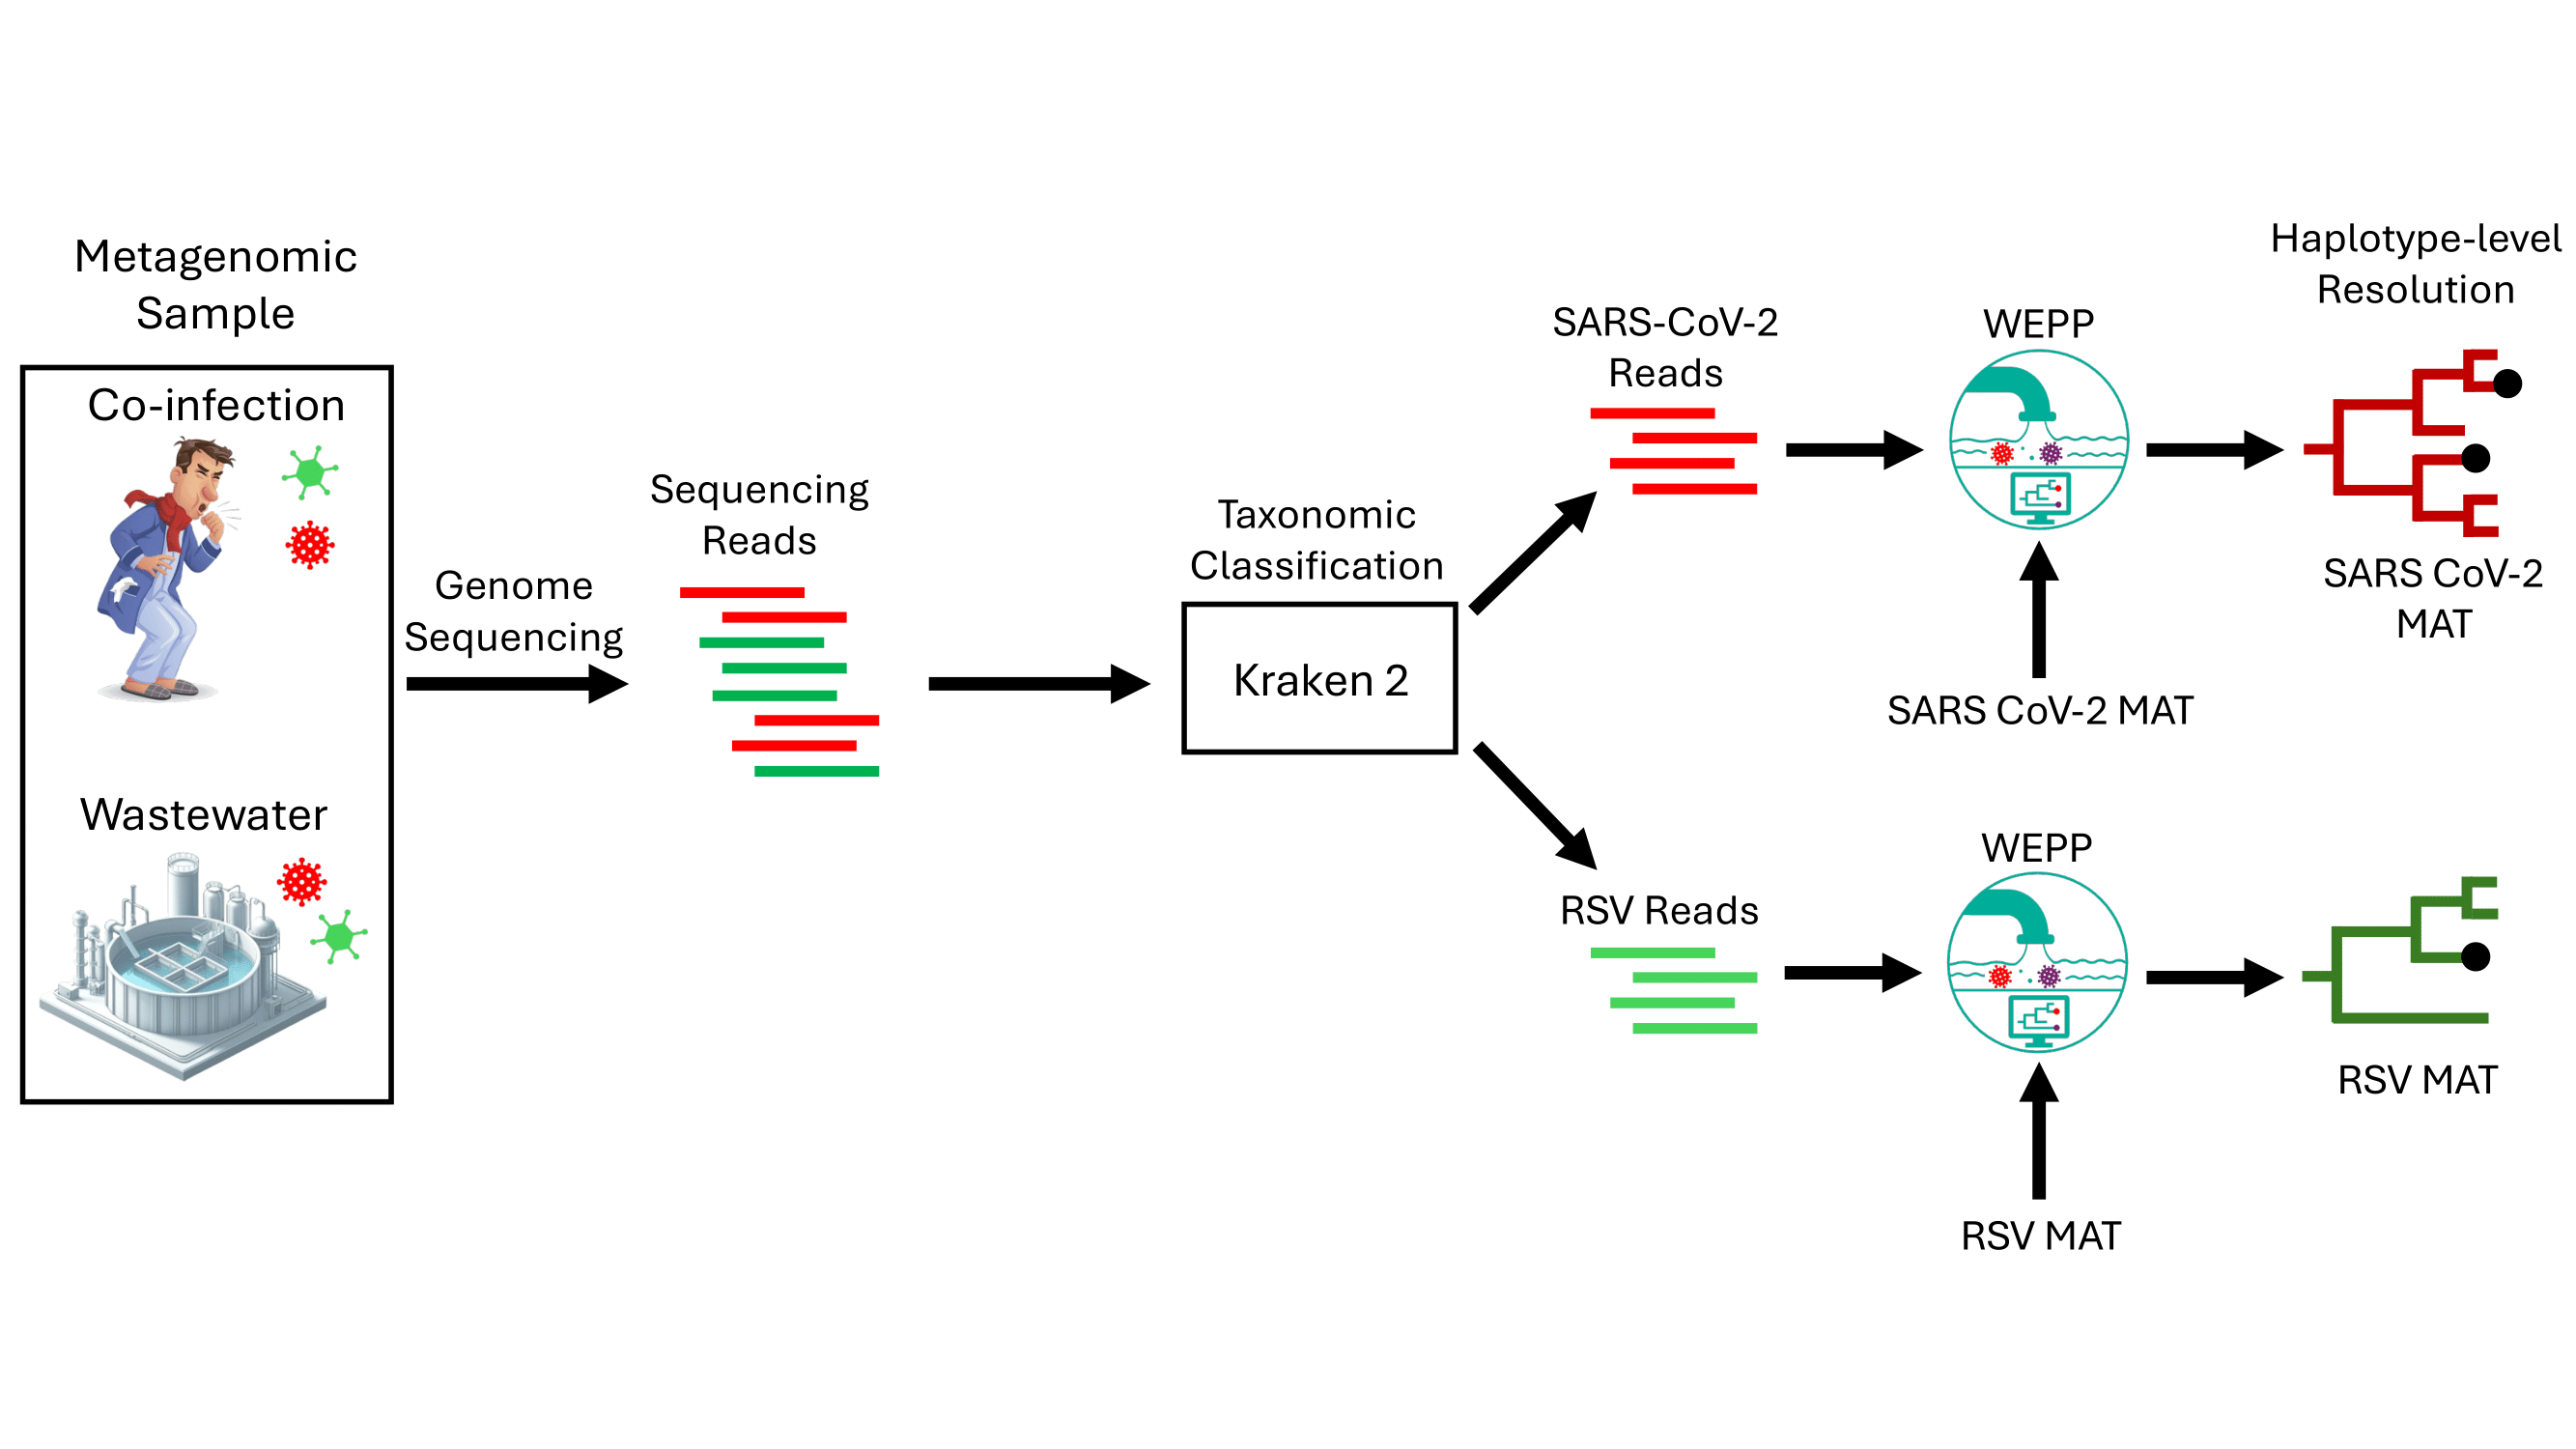 Metagenomic
Sample
Co-infection
Wastewater
Genome
Sequencing
Sequencing
Reads
Taxonomic
Classification
Kraken 2
SARS-CoV-2
Reads
WEPP
SARS CoV-2 MAT
Haplotype-level
Resolution
SARS CoV-2
MAT
RSV Reads
WEPP
RSV MAT
RSV MAT